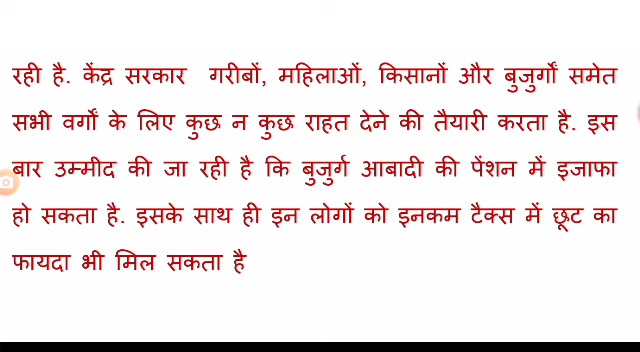 रही है. केंद्र सरकार गरीबों, महिलाओं, किसानों और बुजुर्गों समेत
सभी वर्गों के लिए कुछ न कुछ राहत देने की तैयारी करता है. इस
बार उम्मीद की जा रही है कि बुजुर्ग आबादी की पेंशन में इजाफा
हो सकता है. इसके साथ ही इन लोगों को इनकम टैक्स में छूट का
फायदा भी मिल सकता है